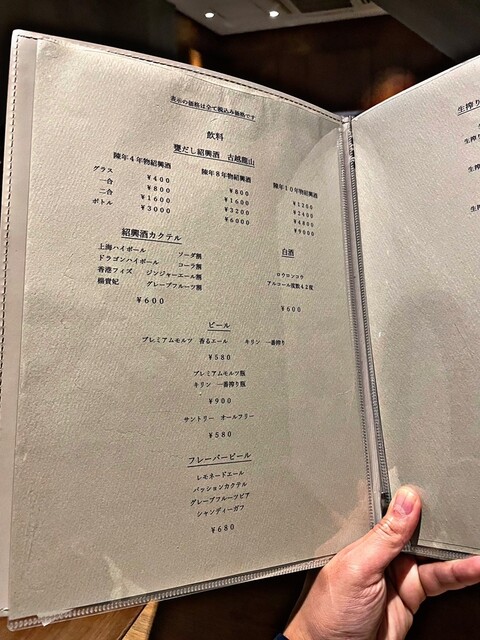 表示の価格は全て税込み価格です
飲料
甕だし紹興酒 古越龍山
陳年4年物紹興酒 陳年8年物紹興酒 陳年10年物紹興酒
グラス ¥400 ¥800 ¥1200
一合 ¥800 ¥1600 ¥2400
二合 ¥1600 ¥3200 ¥4800
ボトル ¥3000 ¥6000 ¥9000
紹興酒カクテル
上海ハイボール ソーダ割
ドラゴンハイボール コーラ割
香港フィズ ジンジャーエール割
楊貴妃 グレープフルーツ割
¥600
白酒
コウロンコウ
アルコール度数42度
¥600
ビール
プレミアムモルツ 香るエール キリン 一番搾り
¥580
プレミアムモルツ瓶
キリン 一番搾り瓶
¥900
サントリー オールフリー
¥580
フレーバービール
レモネードエール
パッションカクテル
グレープフルーツビア
シャンディーガフ
¥680
生搾り
生搾
生搾
生搾